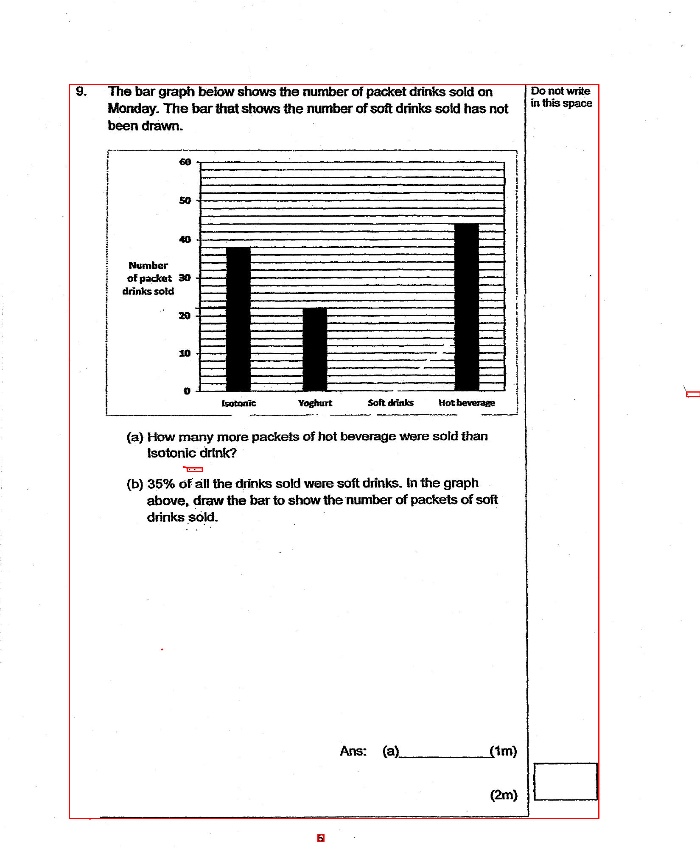 9. The bar graph below shows the number of packet drinks sold on
Monday. The bar that shows the number of soft drinks sold has not
been drawn.
Do not write
in this space
60
50
40
30
20
10
0
Number
of packet
drinks sold
Isotonic Yoghurt Soft drinks Hot beverage
(a) How many more packets of hot beverage were sold than
Isotonic drink?
(b) 35% of all the drinks sold were soft drinks. In the graph
above, draw the bar to show the number of packets of soft
drinks sold.
Ans: (a)__________(1m)
(2m)